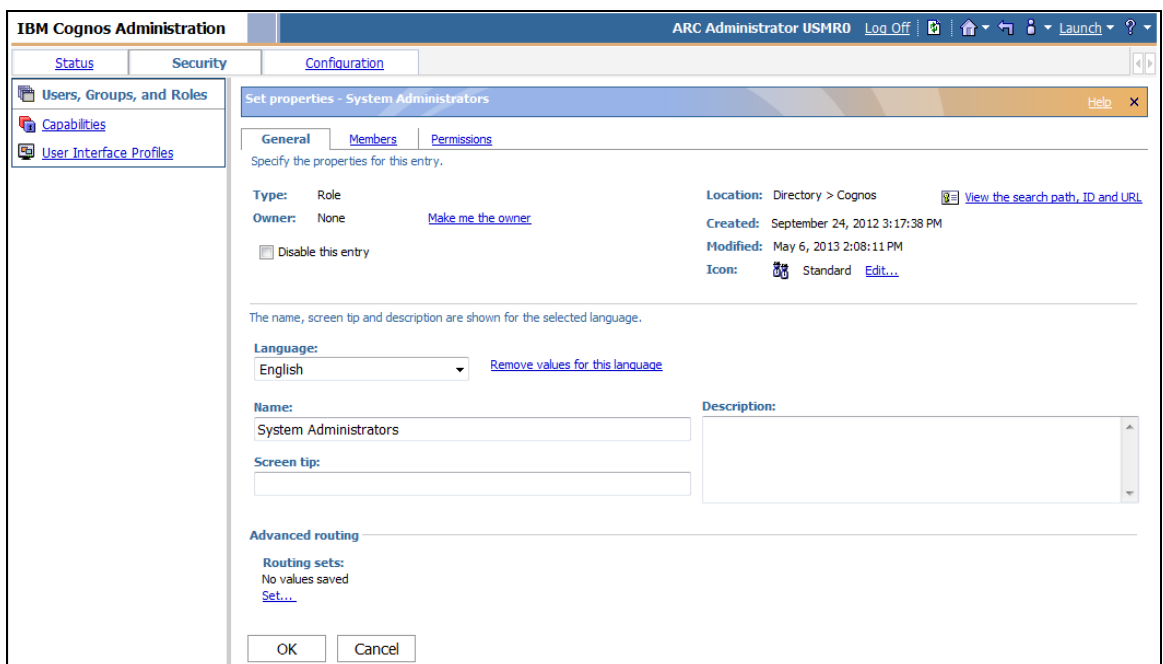 IBM Cognos Administration
ARC Administrator USMR0 Log Off Launch ?
Status Security Configuration
Users, Groups, and Roles
Capabilities
User Interface Profiles
Set properties - System Administrators Help X
General Members Permissions
Specify the properties for this entry.
Type: Role
Owner: None Make me the owner
Disable this entry
Location: Directory > Cognos View the search path, ID and URL
Created: September 24, 2012 3:17:38 PM
Modified: May 6, 2013 2:08:11 PM
Icon: Standard Edit...
The name, screen tip and description are shown for the selected language.
Language:
English Remove values for this language
Name:
System Administrators
Screen tip:
Description:
Advanced routing
Routing sets:
No values saved
Set...
OK Cancel